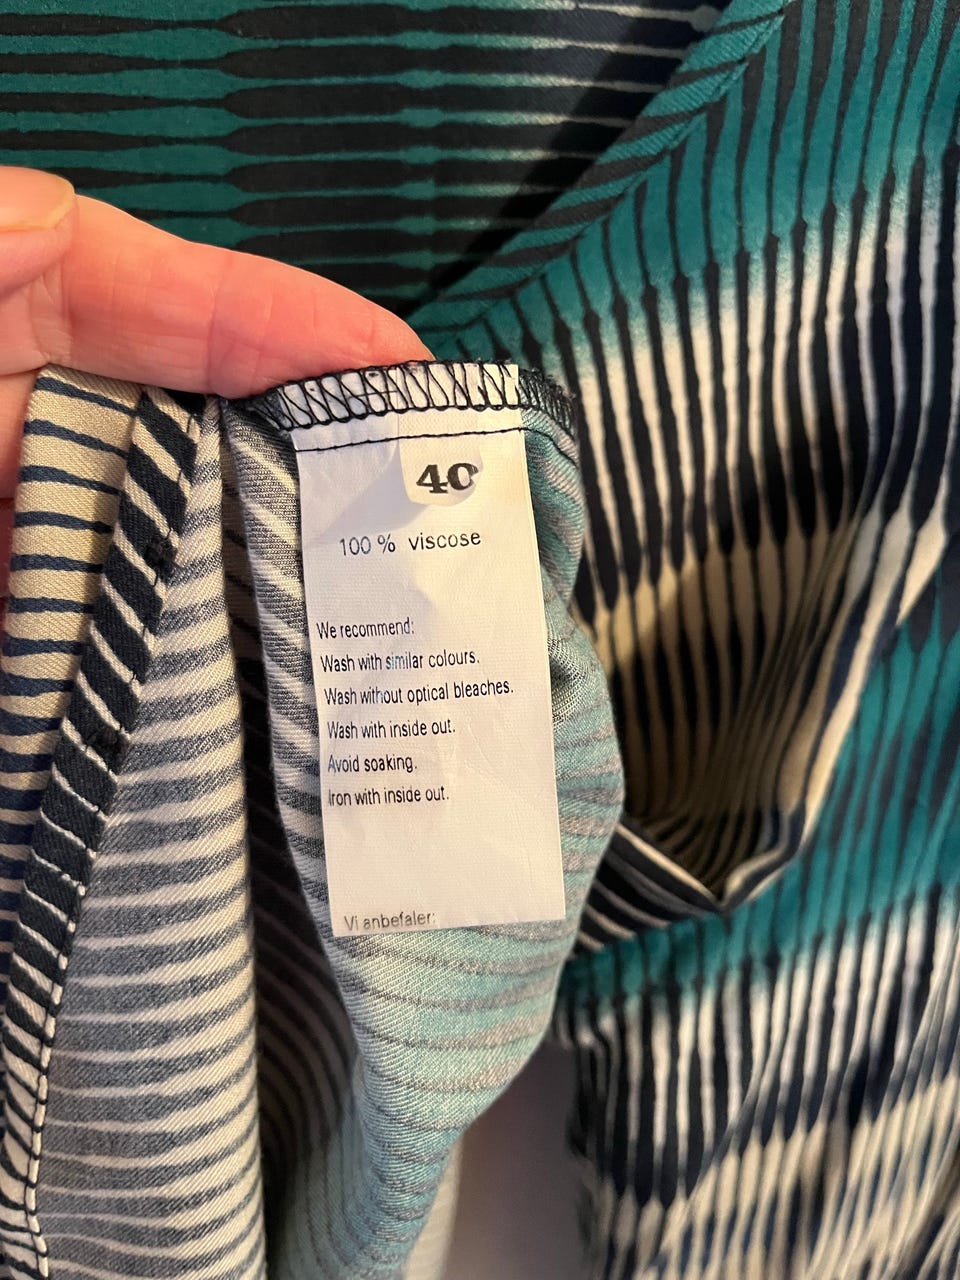 40
100 % viscose
We recommend:
Wash with similar colours.
Wash without optical bleaches.
Wash with inside out.
Avoid soaking.
Iron with inside out.
Vi anbefaler: